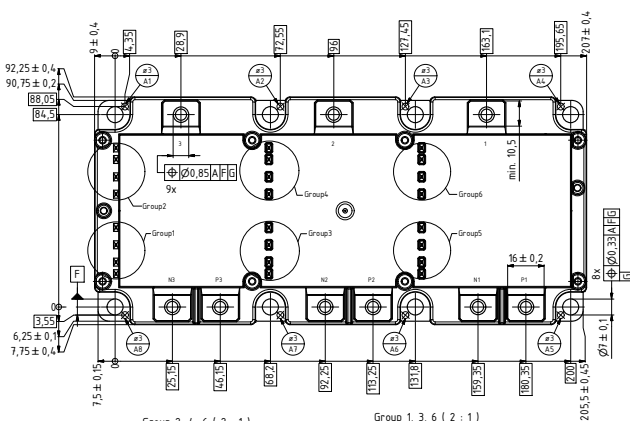 9 ± 0,4
0
4,35
28,9
72,55
96
127,45
163,1
195,65
207 ± 0,4
92,25 ± 0,4
90,75 ± 0,2
88,05
84,5
ø3
A1
ø3
A2
ø3
A3
ø3
A4
3
2
1
min. 10,5
⌖ Ø0,85 A F G
9x
Group2
Group4
Group6
Group1
Group3
Group5
F
N3
P3
N2
P2
N1
P1
16 ± 0,2
8x
⌖ Ø0,33 A F G
G
Ø7 ± 0,1
0
3,55
6,25 ± 0,1
7,75 ± 0,4
ø3
A8
ø3
A7
ø3
A6
ø3
A5
7,5 ± 0,15
0
25,15
46,15
68,2
92,25
113,25
131,8
159,35
180,35
200
205,5 ± 0,45
Group 1, 3, 6 ( 2 : 1 )